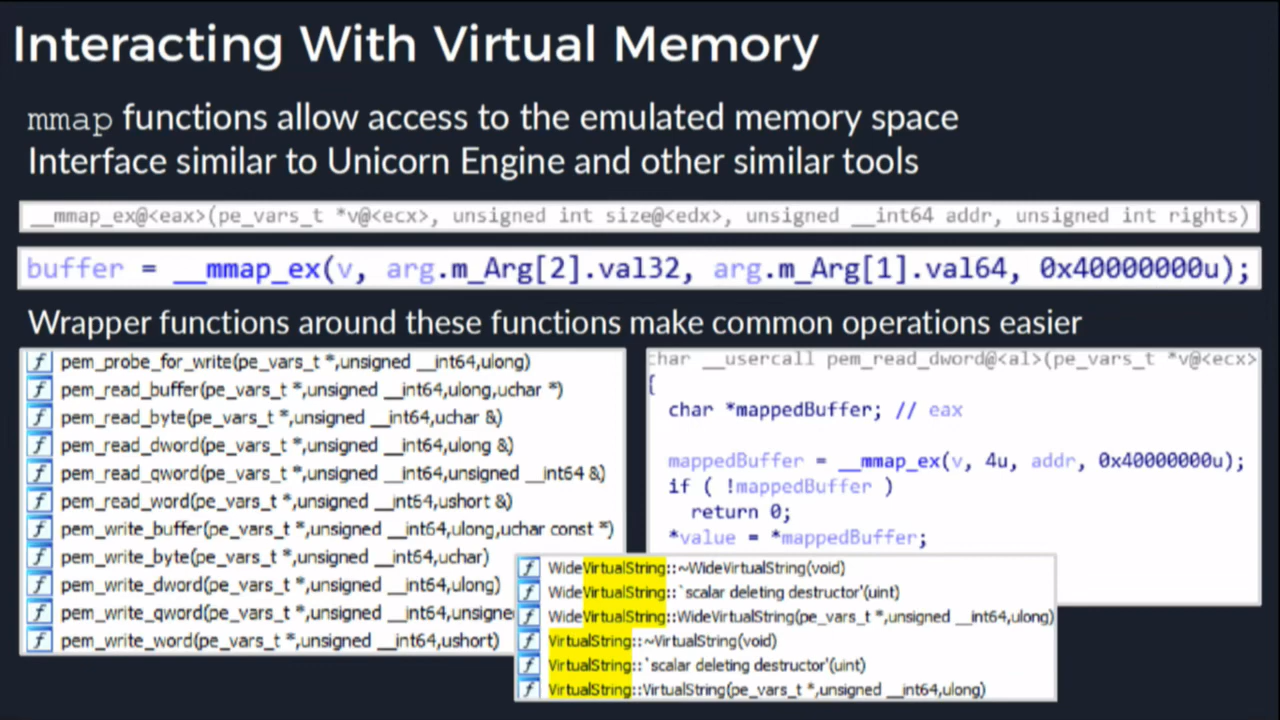 Interacting With Virtual Memory
mmap functions allow access to the emulated memory space
Interface similar to Unicorn Engine and other similar tools
__mmap_ex@<eax>(pe_vars_t *v@<ecx>, unsigned int size@<edx>, unsigned __int64 addr, unsigned int rights)
buffer = __mmap_ex(v, arg.m_Arg[2].val32, arg.m_Arg[1].val64, 0x40000000u);
Wrapper functions around these functions make common operations easier
f pem_probe_for_write(pe_vars_t *,unsigned __int64,ulong)
f pem_read_buffer(pe_vars_t *,unsigned __int64,ulong,uchar *)
f pem_read_byte(pe_vars_t *,unsigned __int64,uchar &)
f pem_read_dword(pe_vars_t *,unsigned __int64,ulong &)
f pem_read_qword(pe_vars_t *,unsigned __int64,unsigned __int64 &)
f pem_read_word(pe_vars_t *,unsigned __int64,ushort &)
f pem_write_buffer(pe_vars_t *,unsigned __int64,ulong,uchar const *)
f pem_write_byte(pe_vars_t *,unsigned __int64,uchar)
f pem_write_dword(pe_vars_t *,unsigned __int64,ulong)
f pem_write_qword(pe_vars_t *,unsigned __int64,unsigne
f pem_write_word(pe_vars_t *,unsigned __int64,ushort)
char __usercall pem_read_dword@<al>(pe_vars_t *v@<ecx>
{
char *mappedBuffer; // eax
mappedBuffer = __mmap_ex(v, 4u, addr, 0x40000000u);
if ( !mappedBuffer )
return 0;
*value = *mappedBuffer;
f WideVirtualString::~WideVirtualString(void)
f WideVirtualString::`scalar deleting destructor'(uint)
f WideVirtualString::WideVirtualString(pe_vars_t *,unsigned __int64,ulong)
f VirtualString::~VirtualString(void)
f VirtualString::`scalar deleting destructor'(uint)
f VirtualString::VirtualString(pe_vars_t *,unsigned __int64,ulong)